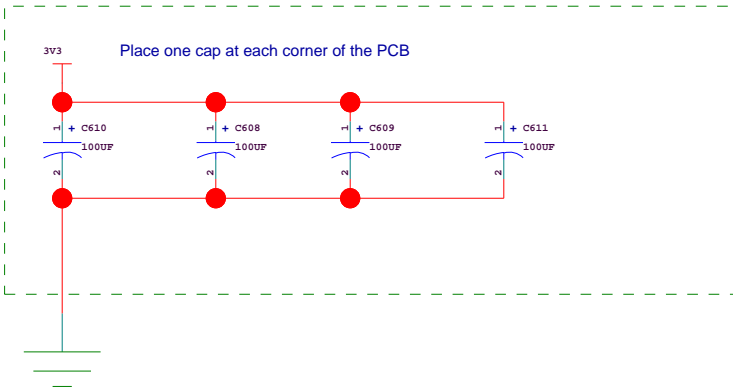 3V3 Place one cap at each corner of the PCB
1 + C610 1 + C608 1 + C609 1 + C611
100UF 100UF 100UF 100UF
2 2 2 2